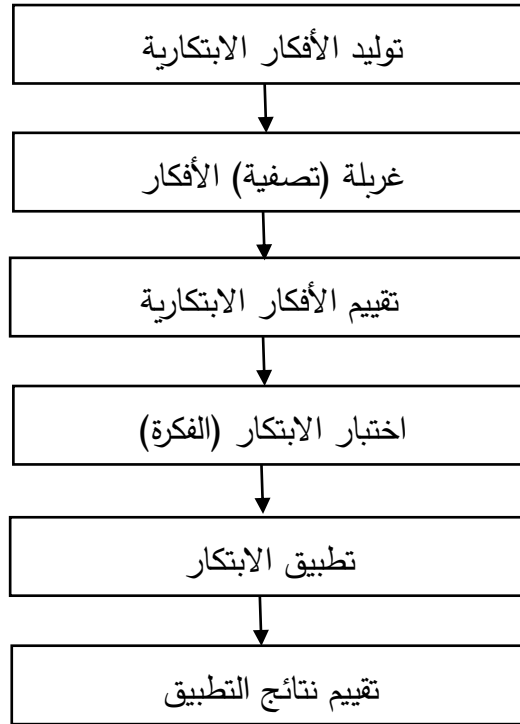 توليد الأفكار الابتكارية
غربلة (تصفية) الأفكار
تقييم الأفكار الابتكارية
اختبار الابتكار (الفكرة)
تطبيق الابتكار
تقييم نتائج التطبيق